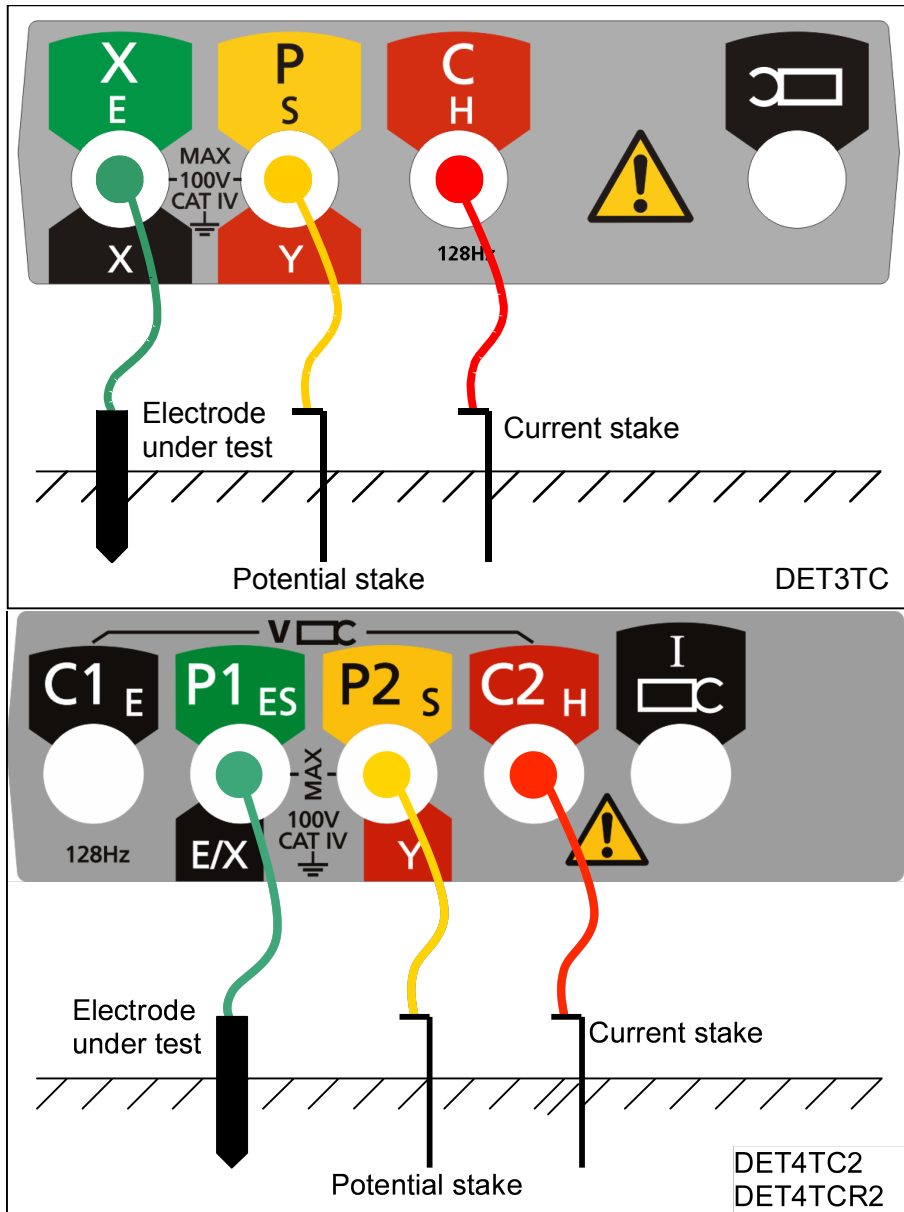 X
E
P
S
C
H
MAX
100V
CAT IV
X
Y
128Hz
Electrode
under test
Current stake
Potential stake
DET3TC
V C
C1 E
P1 ES
P2 S
C2 H
I
C
MAX
100V
CAT IV
128Hz
E/X
Y
Electrode
under test
Current stake
Potential stake
DET4TC2
DET4TCR2